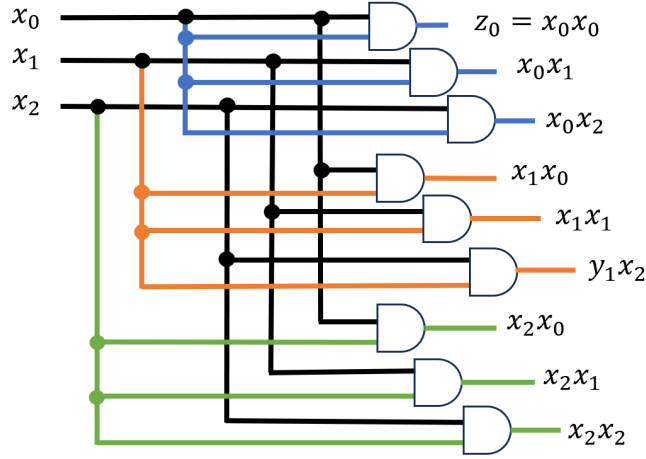 x₀
z₀ = x₀x₀
x₁
x₀x₁
x₂
x₀x₂
x₁x₀
x₁x₁
y₁x₂
x₂x₀
x₂x₁
x₂x₂